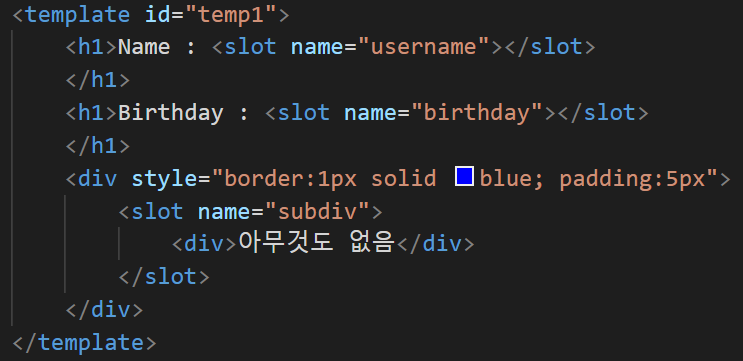 <template id="temp1">
<h1>Name : <slot name="username"></slot>
</h1>
<h1>Birthday : <slot name="birthday"></slot>
</h1>
<div style="border:1px solid blue; padding:5px">
<slot name="subdiv">
<div>아무것도 없음</div>
</slot>
</div>
</template>